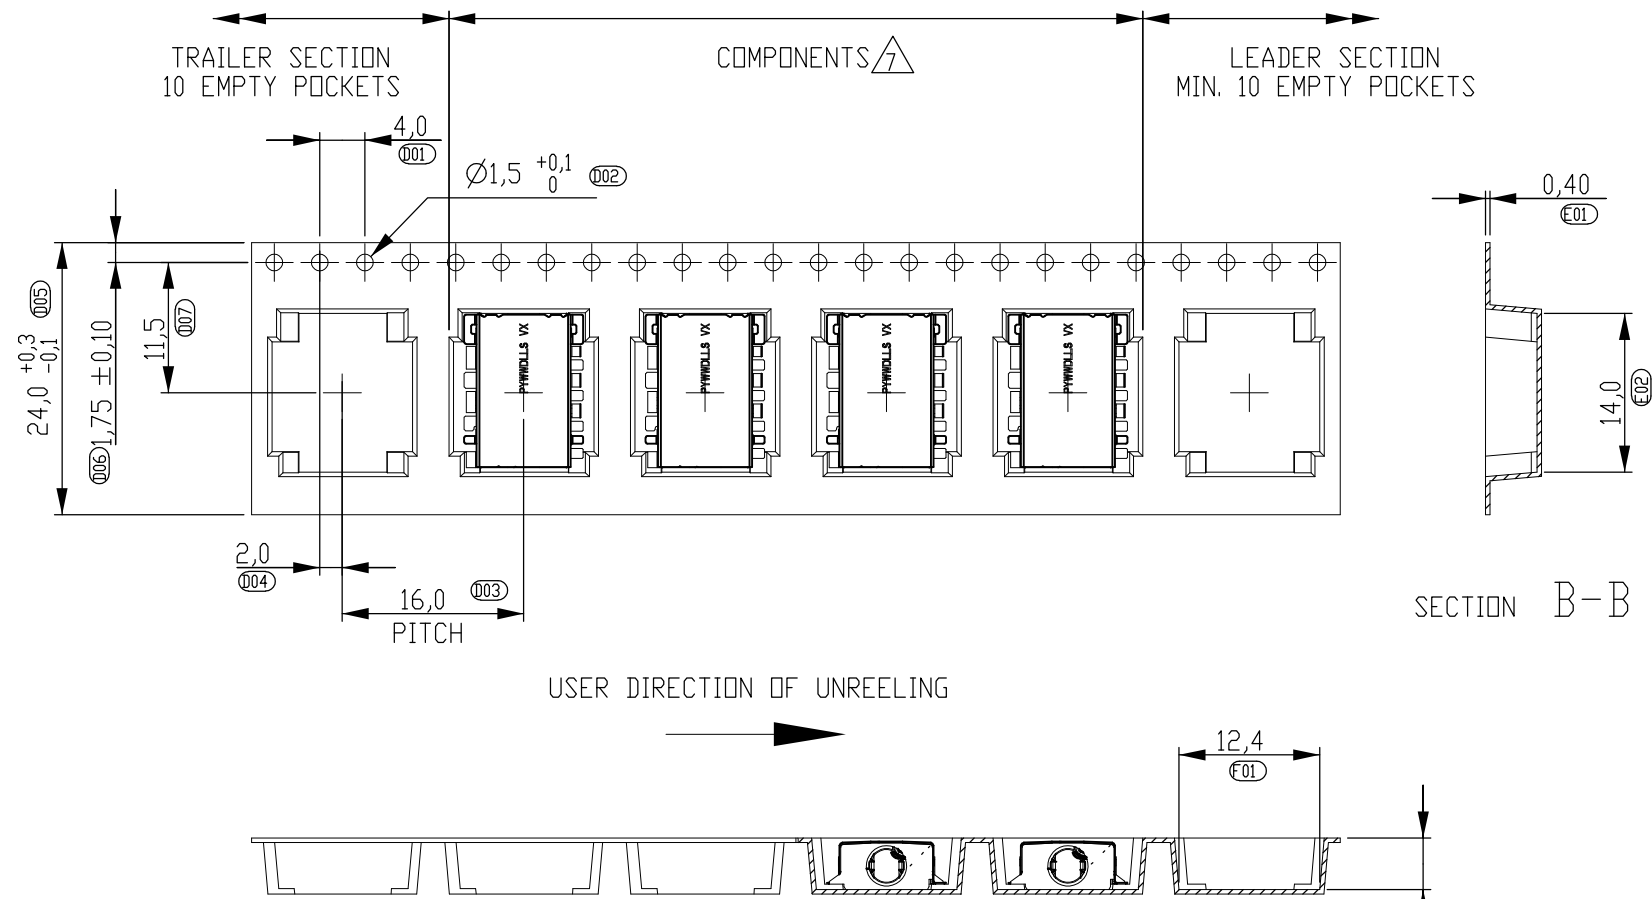 TRAILER SECTION
10 EMPTY POCKETS
COMPONENTS 7
LEADER SECTION
MIN. 10 EMPTY POCKETS
4,0
D01
Ø1,5 +0,1 0 D02
0,40
E01
24,0 +0,3 -0,1 D05
D06 1,75 ±0,10
11,5 D07
PYWWDLLS VX
PYWWDLLS VX
PYWWDLLS VX
PYWWDLLS VX
14,0 E02
2,0
D04
16,0 D03
PITCH
SECTION B-B
USER DIRECTION OF UNREELING
12,4
F01